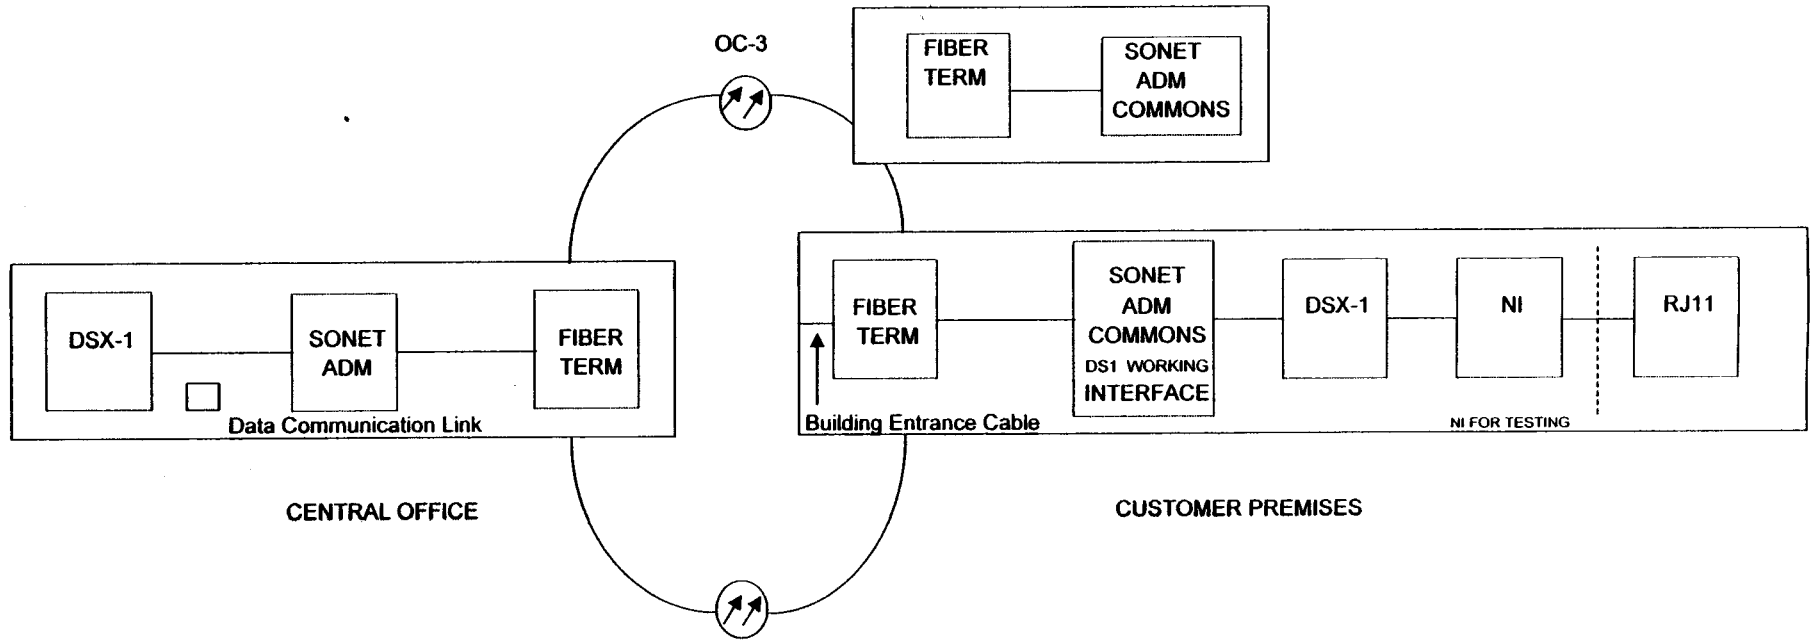 OC-3
FIBER
TERM
SONET
ADM
COMMONS
DSX-1
SONET
ADM
FIBER
TERM
Data Communication Link
FIBER
TERM
SONET
ADM
COMMONS
DS1 WORKING
INTERFACE
DSX-1
NI
RJ11
Building Entrance Cable
NI FOR TESTING
CENTRAL OFFICE
CUSTOMER PREMISES